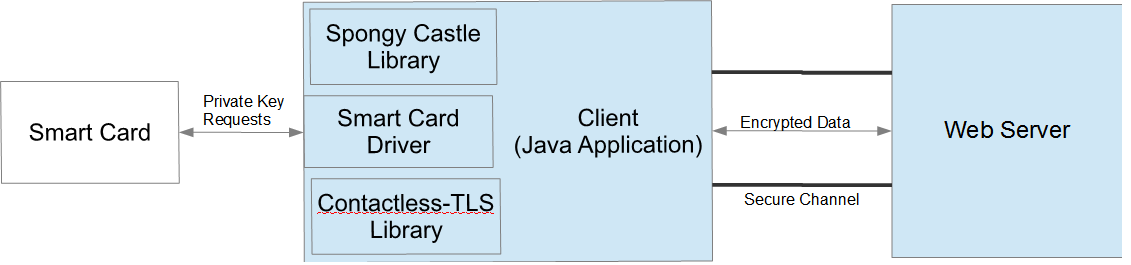 Smart Card
Private Key
Requests
Spongy Castle
Library
Smart Card
Driver
Contactless-TLS
Library
Client
(Java Application)
Encrypted Data
Secure Channel
Web Server